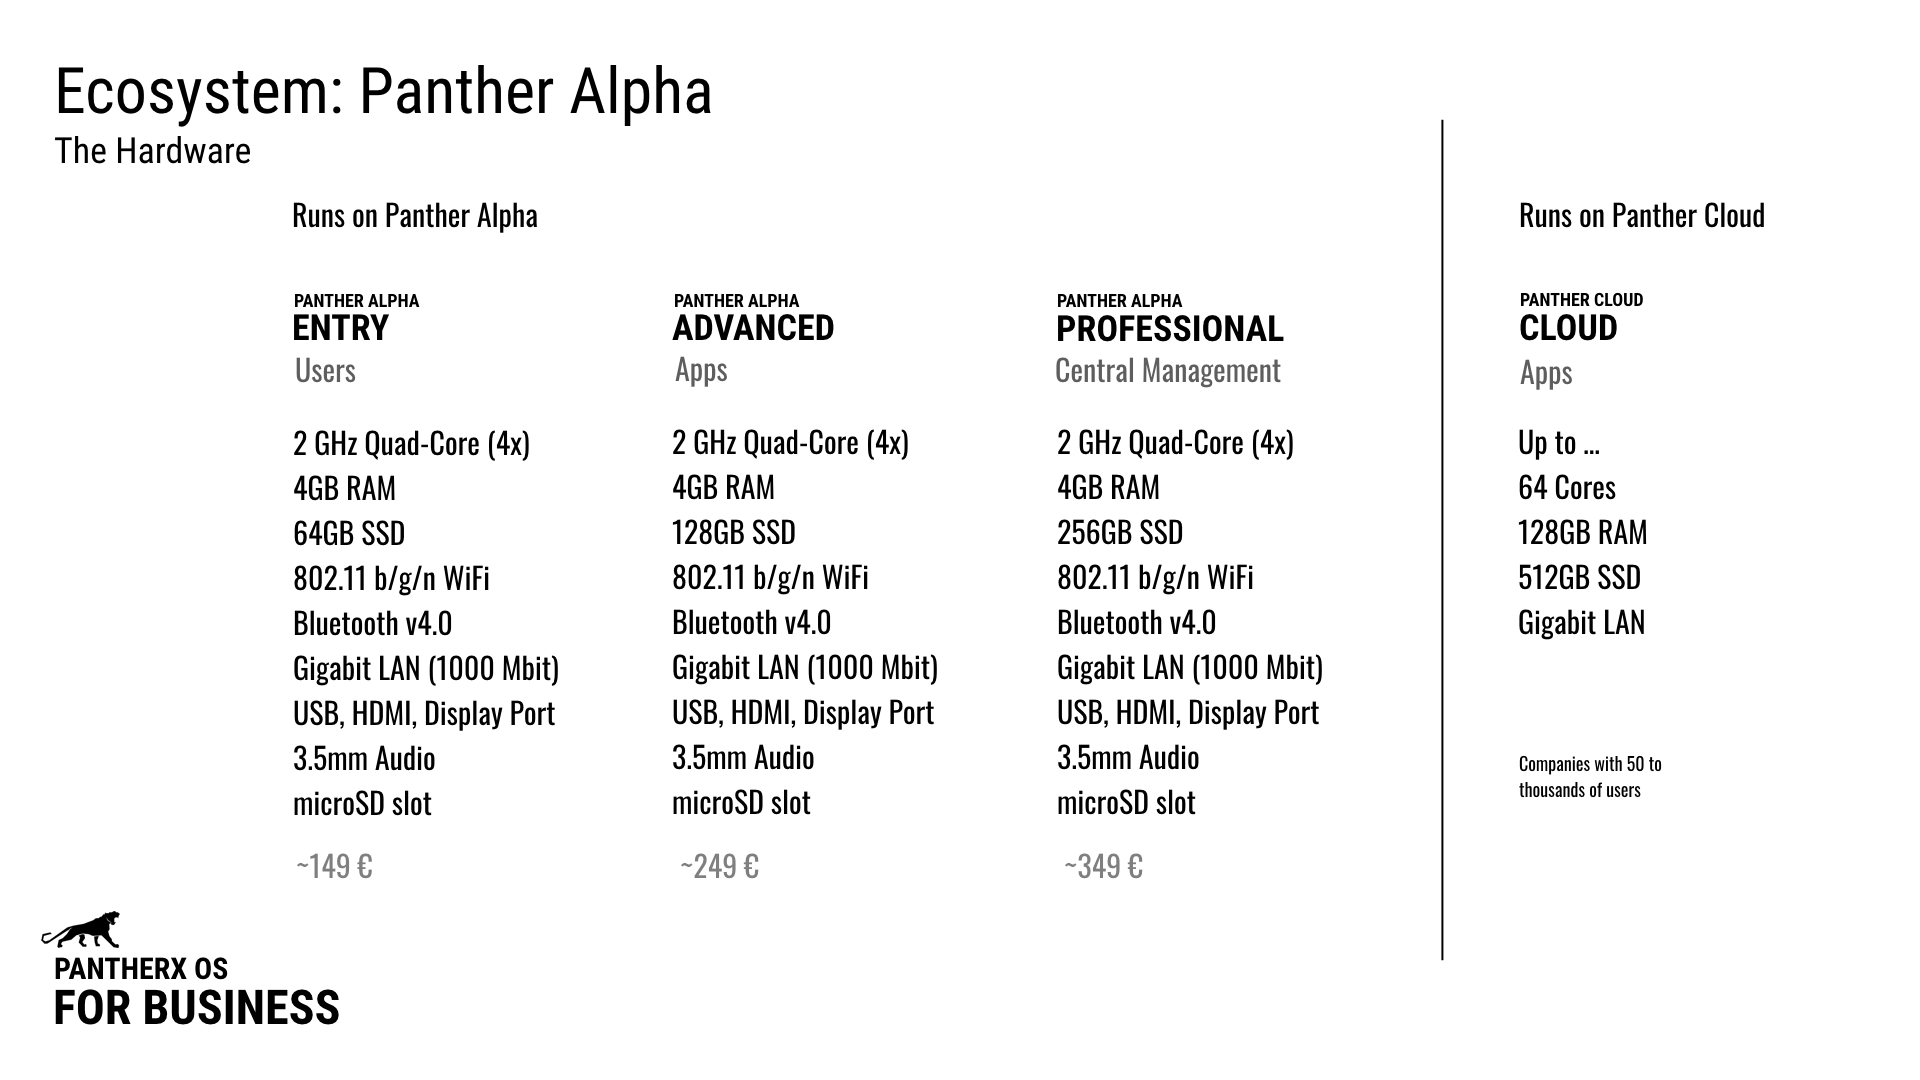 Ecosystem: Panther Alpha
The Hardware
Runs on Panther Alpha
PANTHER ALPHA
ENTRY
Users
2 GHz Quad-Core (4x)
4GB RAM
64GB SSD
802.11 b/g/n WiFi
Bluetooth v4.0
Gigabit LAN (1000 Mbit)
USB, HDMI, Display Port
3.5mm Audio
microSD slot
~149 €
PANTHER ALPHA
ADVANCED
Apps
2 GHz Quad-Core (4x)
4GB RAM
128GB SSD
802.11 b/g/n WiFi
Bluetooth v4.0
Gigabit LAN (1000 Mbit)
USB, HDMI, Display Port
3.5mm Audio
microSD slot
~249 €
PANTHER ALPHA
PROFESSIONAL
Central Management
2 GHz Quad-Core (4x)
4GB RAM
256GB SSD
802.11 b/g/n WiFi
Bluetooth v4.0
Gigabit LAN (1000 Mbit)
USB, HDMI, Display Port
3.5mm Audio
microSD slot
~349 €
Runs on Panther Cloud
PANTHER CLOUD
CLOUD
Apps
Up to ...
64 Cores
128GB RAM
512GB SSD
Gigabit LAN
Companies with 50 to
thousands of users
PANTHERX OS
FOR BUSINESS